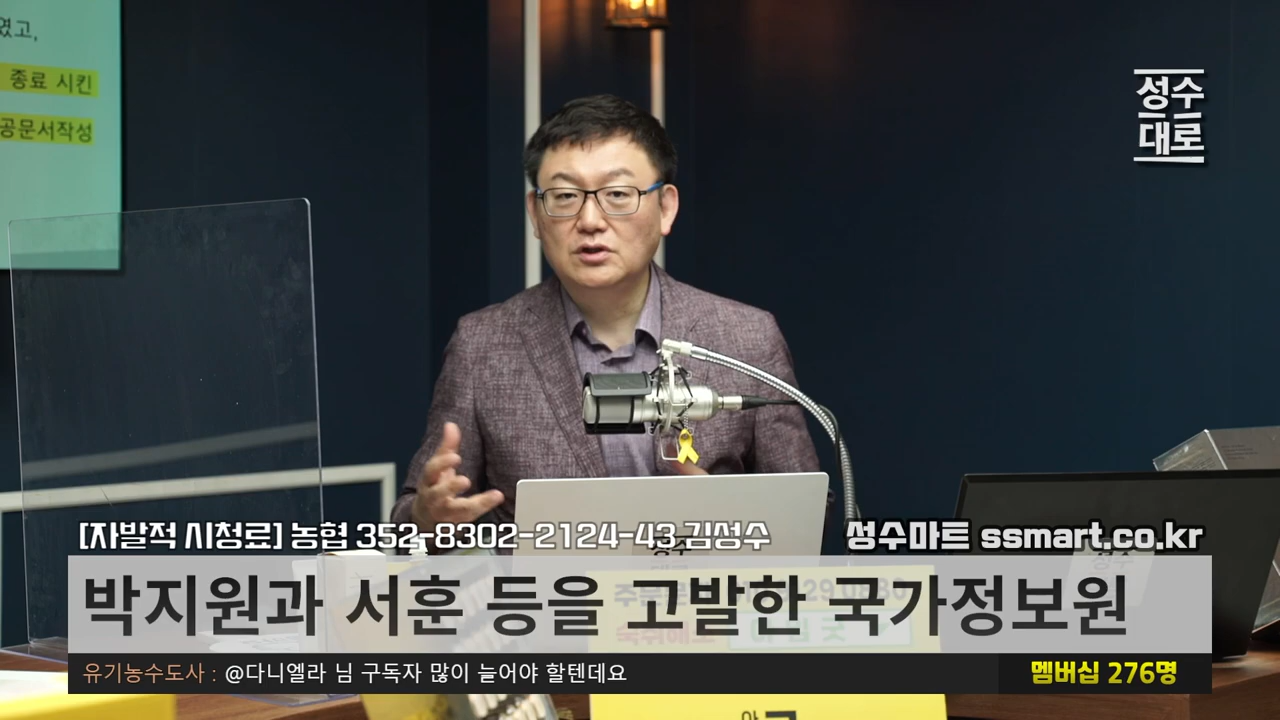 였고,
종료 시킨
공문서작성
성수
대로
[자발적 시청료] 농협 352-8302-2124-43 김성수
성수마트 ssmart.co.kr
박지원과 서훈 등을 고발한 국가정보원
유기농수도사 : @다니엘라 님 구독자 많이 늘어야 할텐데요
멤버십 276명